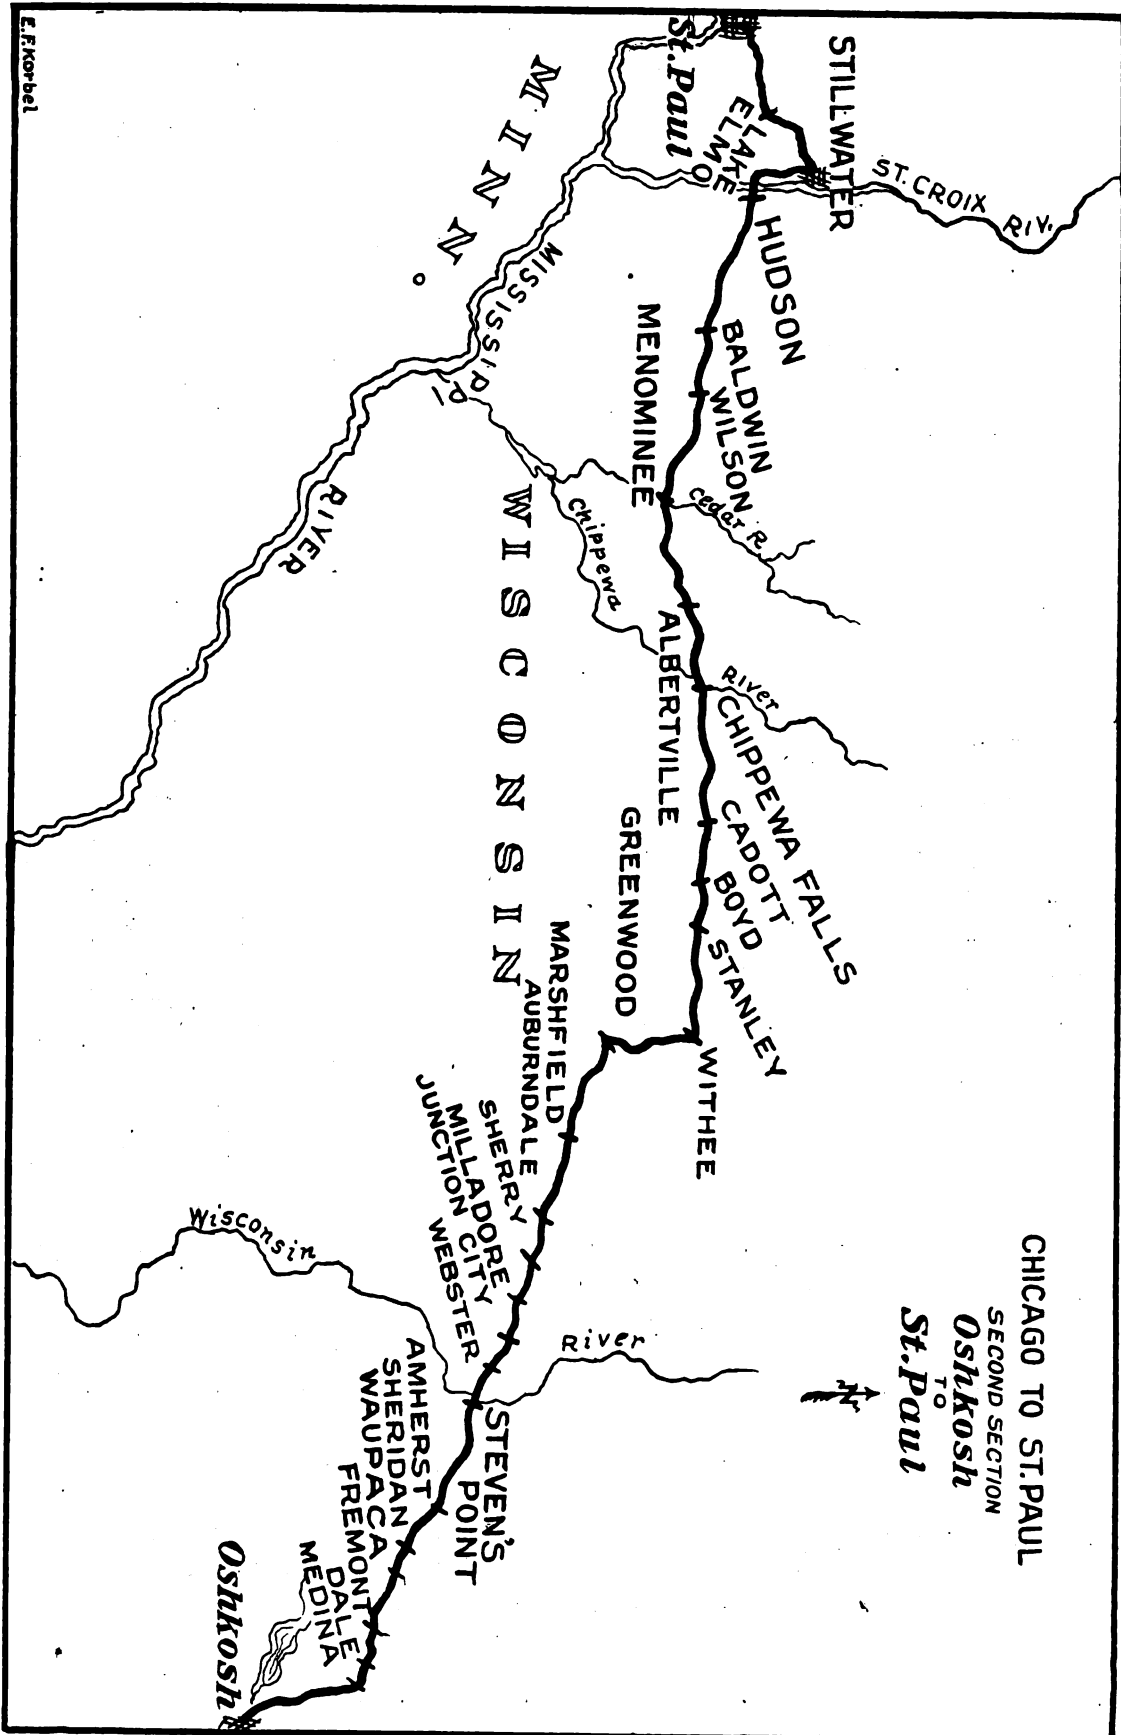 CHICAGO TO ST.PAUL
SECOND SECTION
Oshkosh
TO
St.Paul
N
STILLWATER
ST. CROIX
RIV.
St.Paul
LAKE
ELMO
HUDSON
BALDWIN
WILSON
MENOMINEE
Cedar R.
ALBERTVILLE
Chippewa
River
CHIPPEWA FALLS
CADOTT
BOYD
STANLEY
WITHEE
GREENWOOD
MINN.
MISSISSIPPI
RIVER
WISCONSIN
MARSHFIELD
AUBURNDALE
SHERRY
MILLADORE
JUNCTION CITY
WEBSTER
Wisconsin
River
STEVEN'S
POINT
AMHERST
SHERIDAN
WAUPACA
FREMONT
DALE
MEDINA
Oshkosh
E.F.Korbel